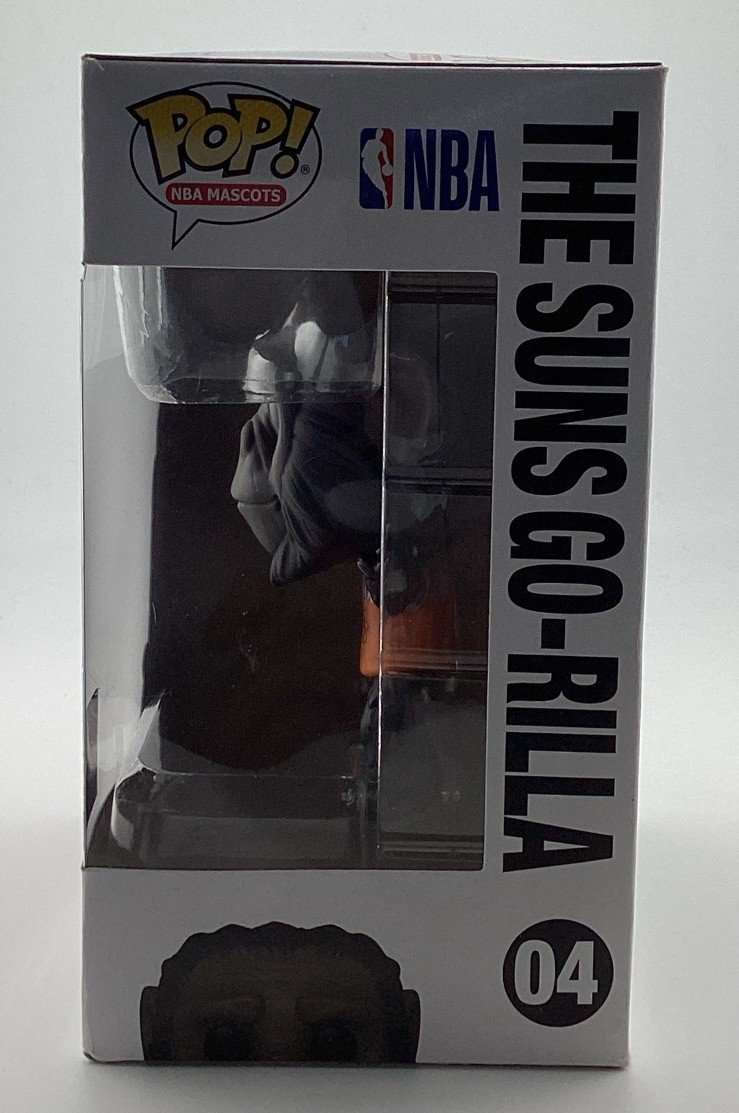 POP!®
NBA MASCOTS
NBA
THE SUNS GO-RILLA
04